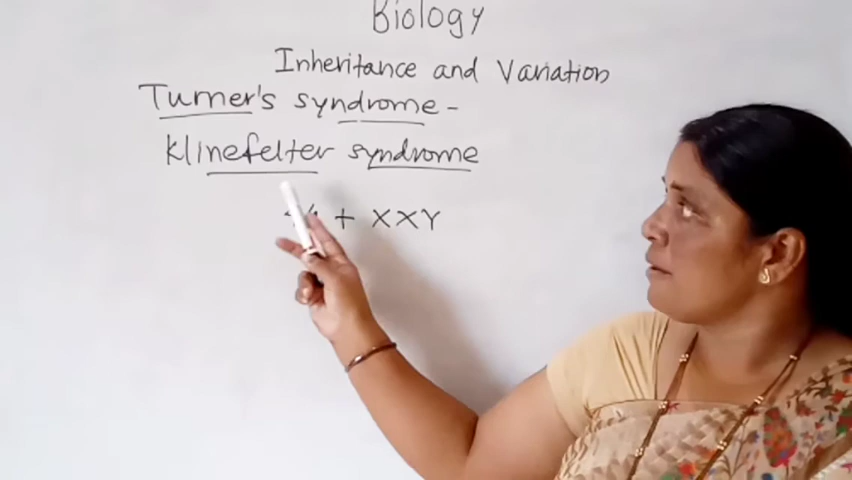 Biology
Inheritance and Variation
Turner's syndrome -
Klinefelter syndrome
+ XXY